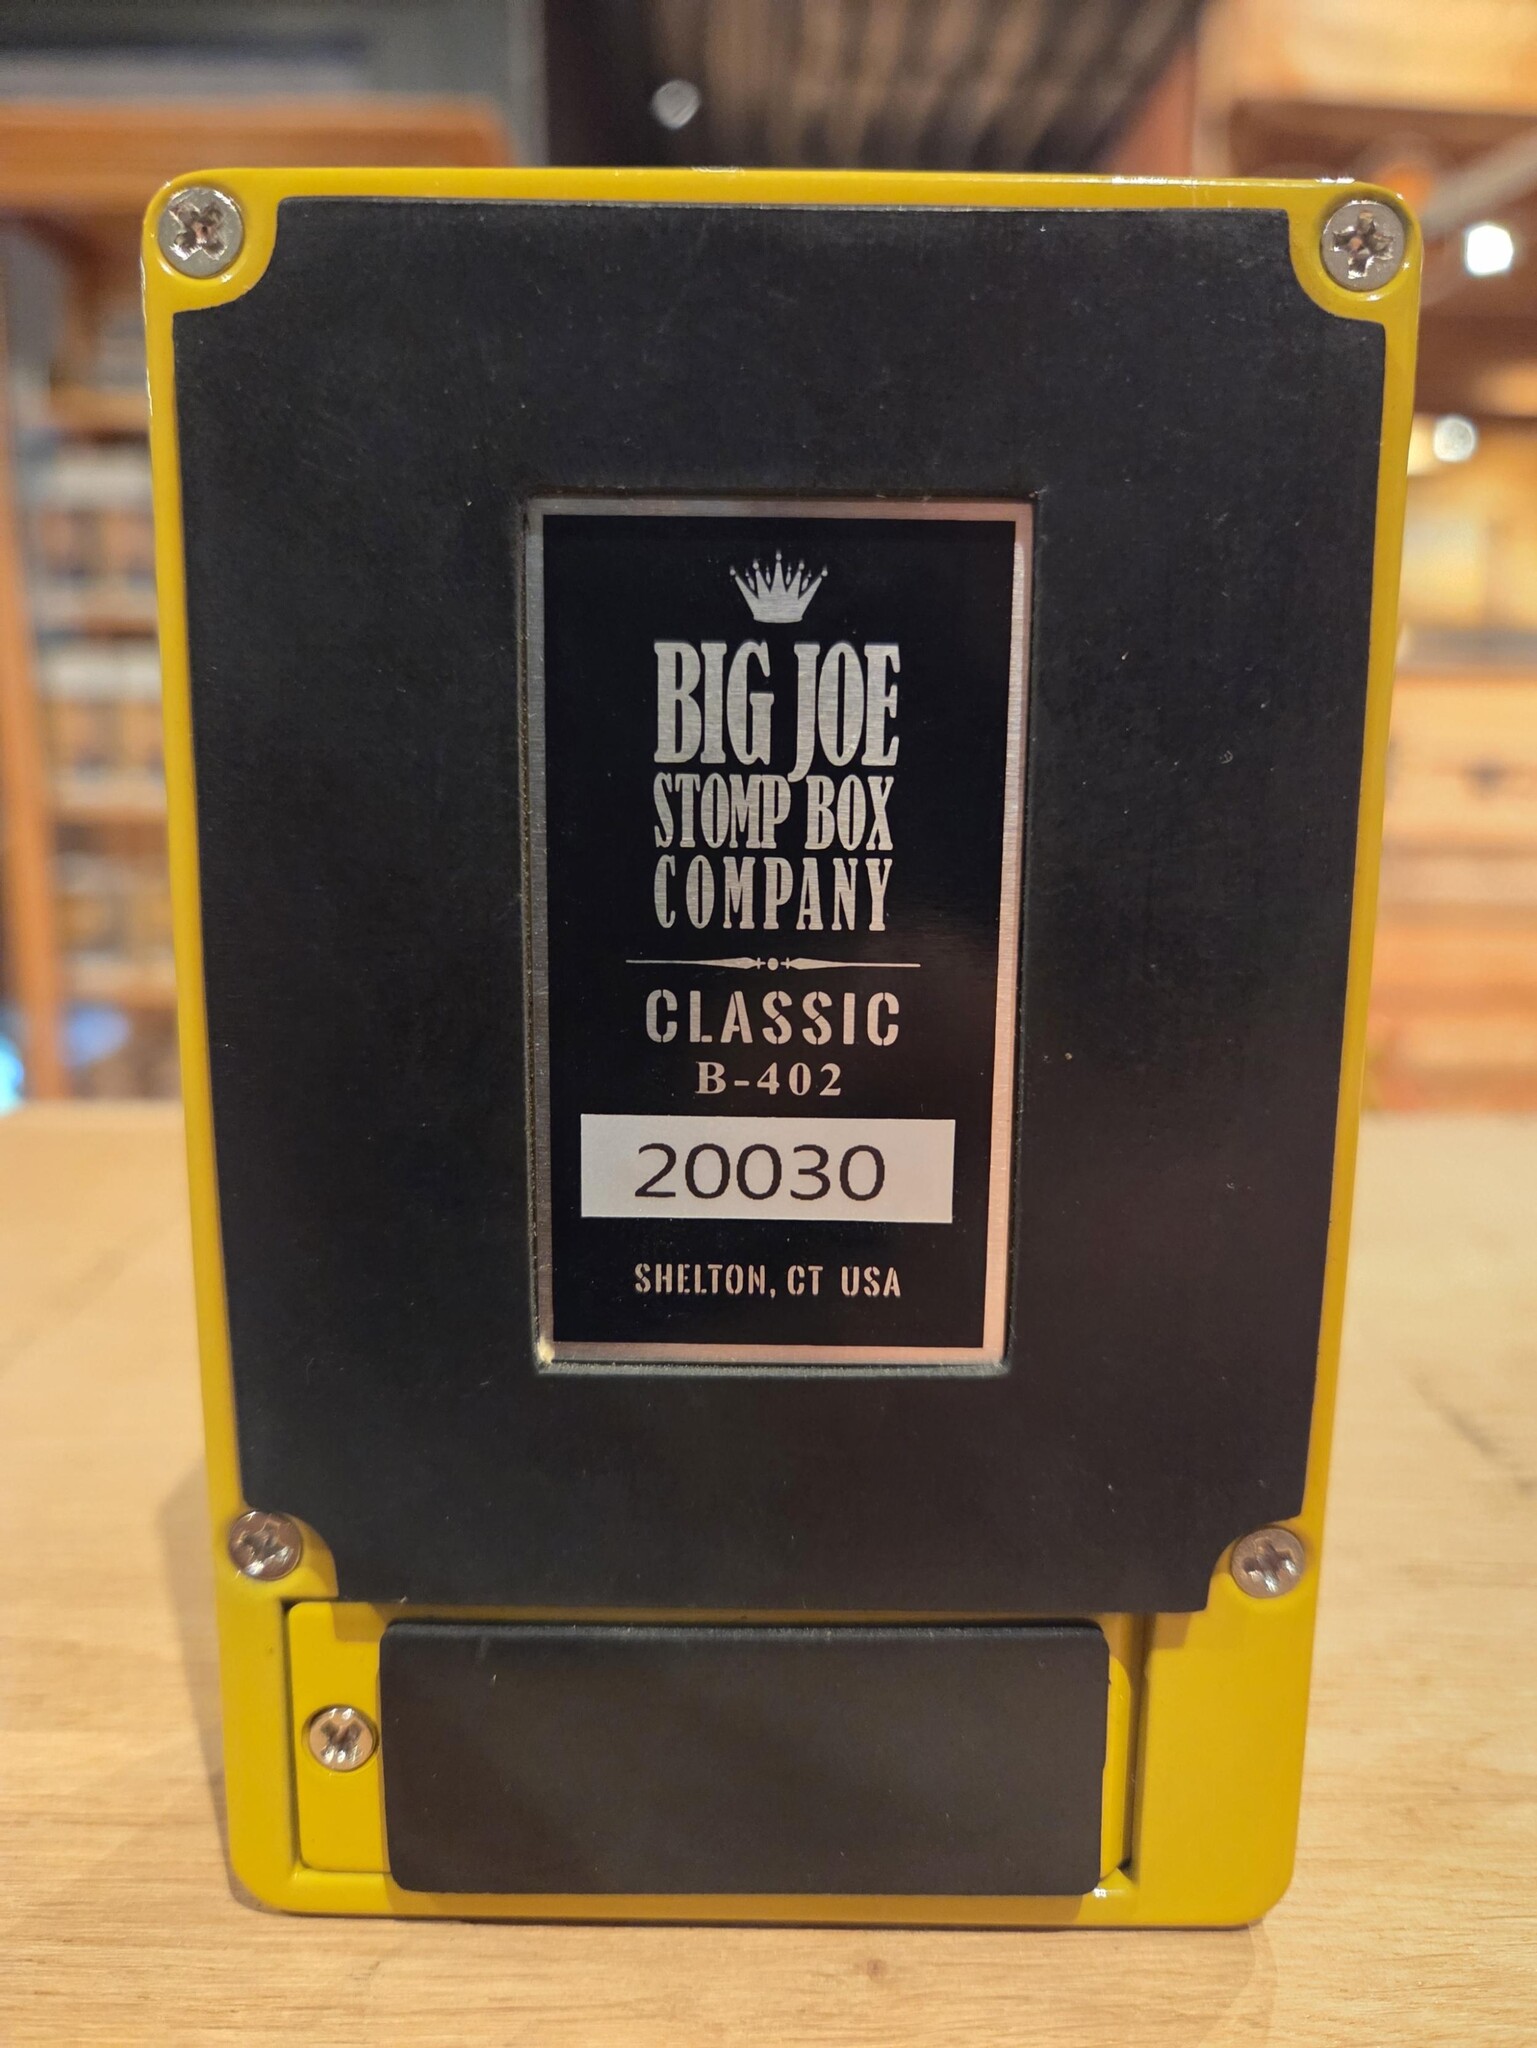 BIG JOE
STOMP BOX
COMPANY
CLASSIC
B-402
20030
SHELTON, CT USA